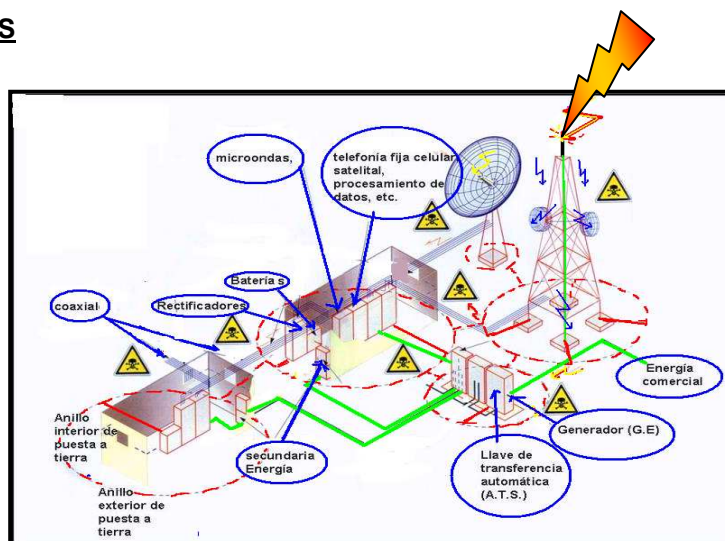 s
microondas,
telefonía fija celular
satelital,
procesamiento de
datos, etc.
Batería s
Rectificadores
coaxial
Energía
comercial
Anillo
interior de
puesta a
tierra
secundaria
Energía
Generador (G.E)
Llave de
transferencia
automática
(A.T.S.)
Anillo
exterior de
puesta a
tierra